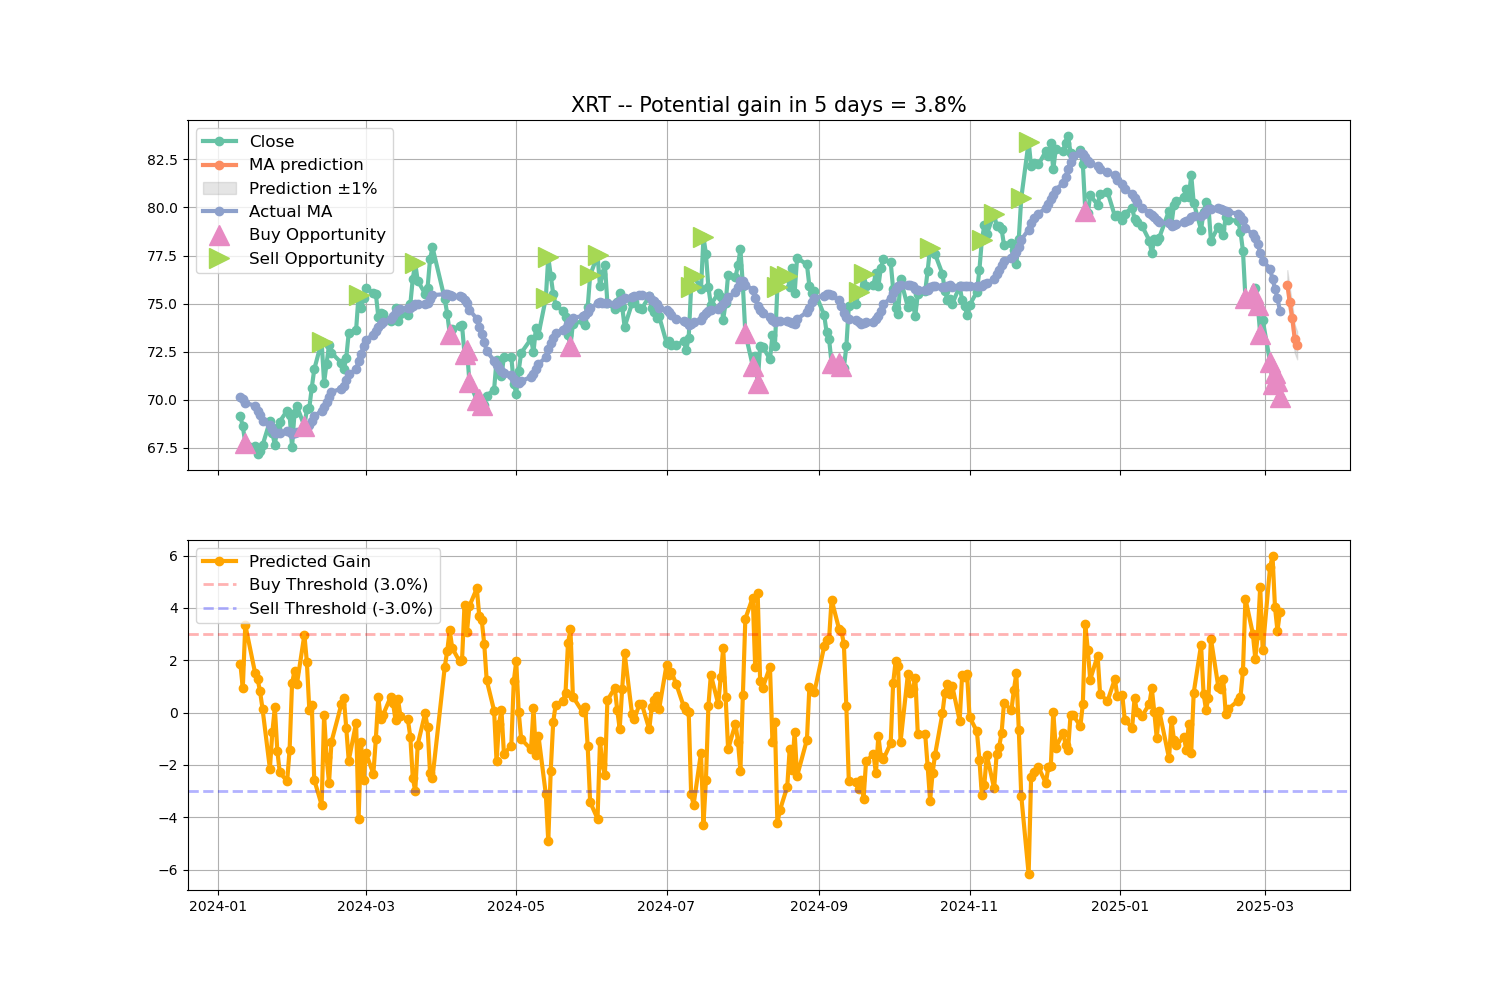 XRT -- Potential gain in 5 days = 3.8%
Close
MA prediction
Prediction ±1%
Actual MA
Buy Opportunity
Sell Opportunity
82.5
80.0
77.5
75.0
72.5
70.0
67.5
Predicted Gain
Buy Threshold (3.0%)
Sell Threshold (-3.0%)
6
4
2
0
−2
−4
−6
2024-01 2024-03 2024-05 2024-07 2024-09 2024-11 2025-01 2025-03